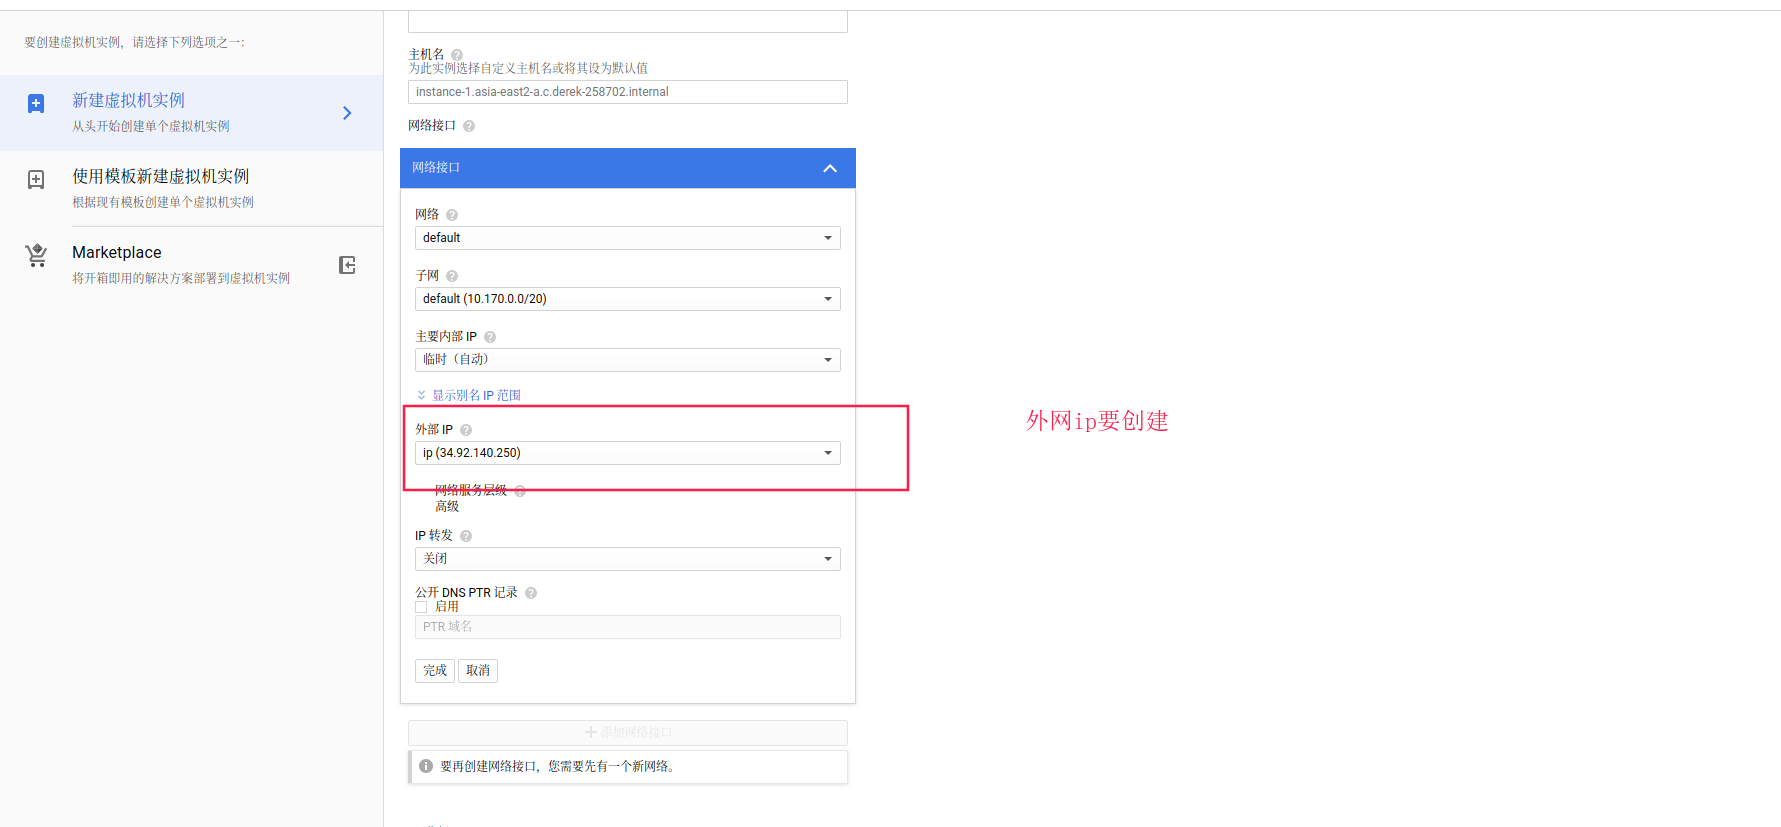 要创建虚拟机实例，请选择下列选项之一：
新建虚拟机实例
从头开始创建单个虚拟机实例
使用模板新建虚拟机实例
根据现有模板创建单个虚拟机实例
Marketplace
将开箱即用的解决方案部署到虚拟机实例
主机名
为此实例选择自定义主机名或将其设为默认值
instance-1.asia-east2-a.c.derek-258702.internal
网络接口
网络接口
网络
default
子网
default (10.170.0.0/20)
主要内部 IP
临时（自动）
显示别名 IP 范围
外部 IP
ip (34.92.140.250)
外网ip要创建
网络服务层级
高级
IP 转发
关闭
公开 DNS PTR 记录
启用
PTR 域名
完成 取消
添加网络接口
要再创建网络接口，您需要先有一个新网络。